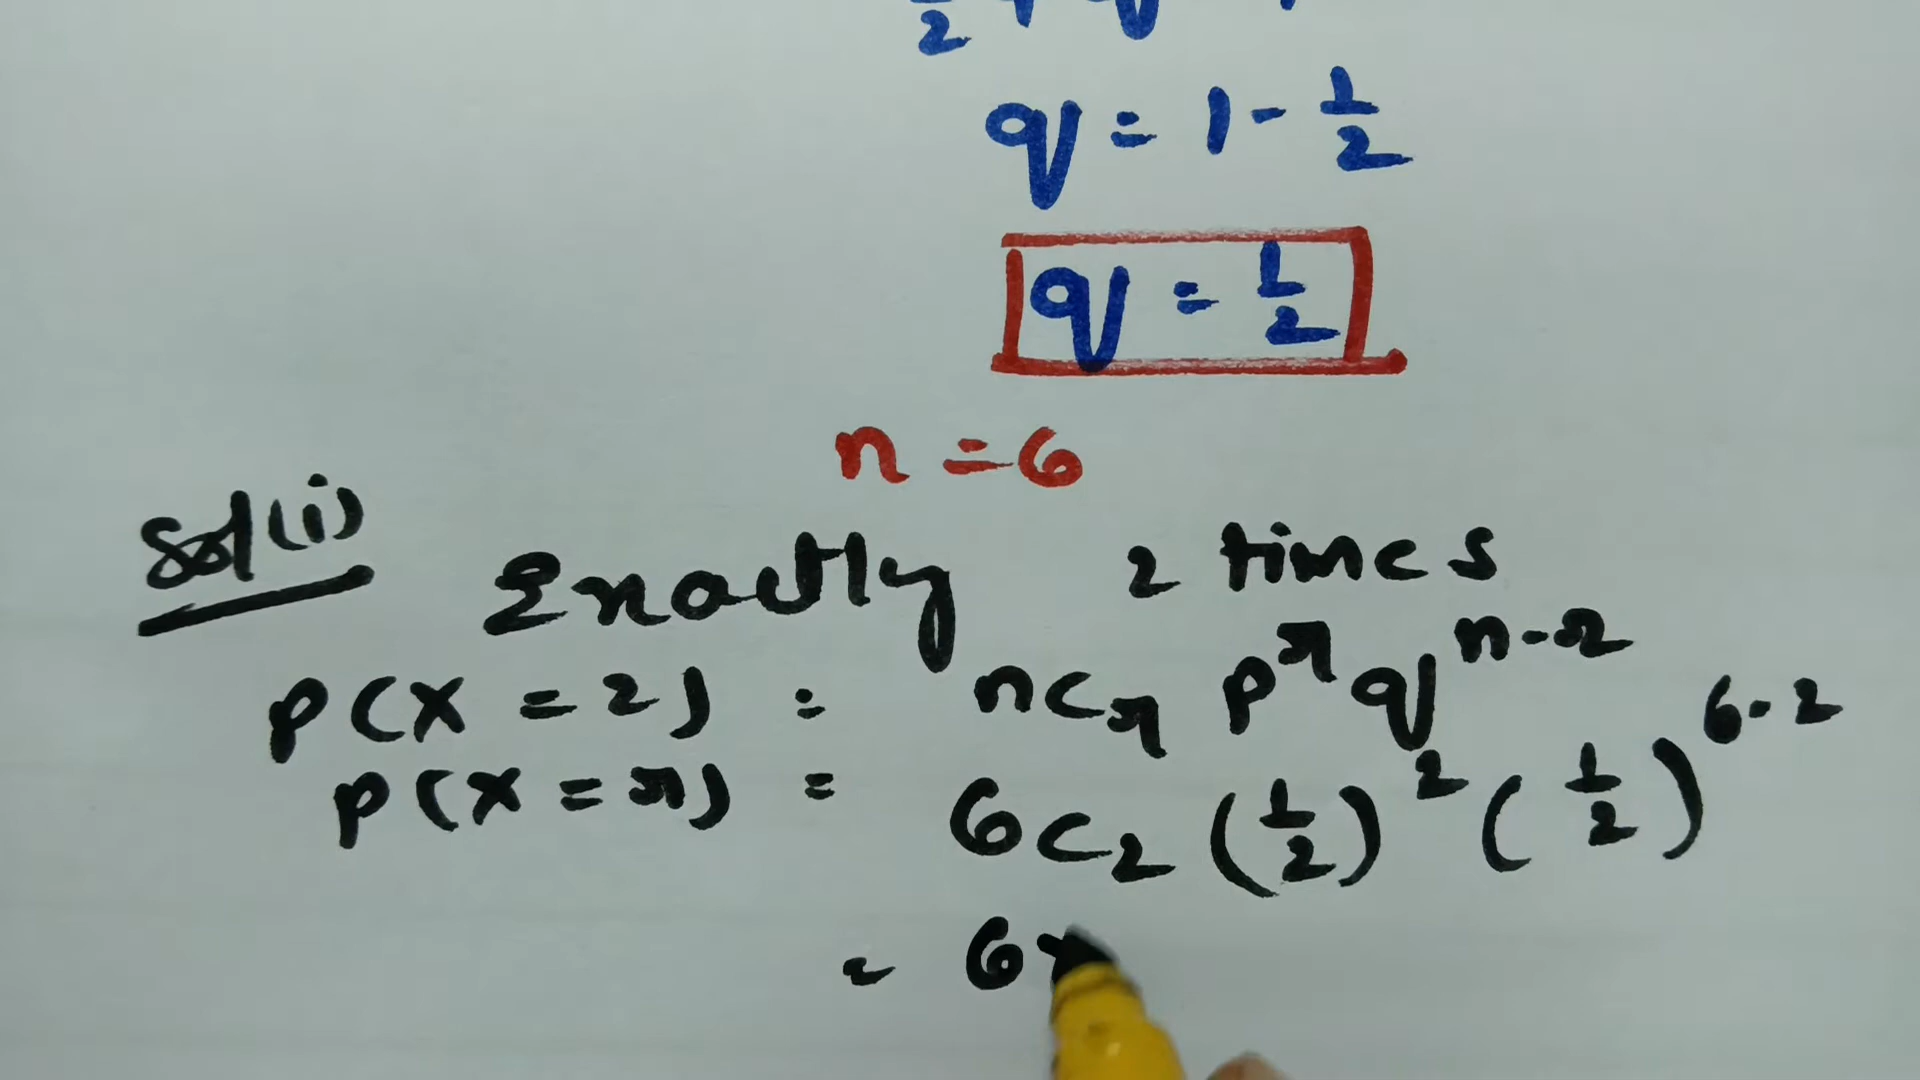 q = 1 - 1/2
q = 1/2
n = 6
Sol(i) Exactly 2 times
P(X = 2) = nCr p^r q^n-r
P(X = r) = 6C2 (1/2)^2 (1/2)^6-2
= 6×